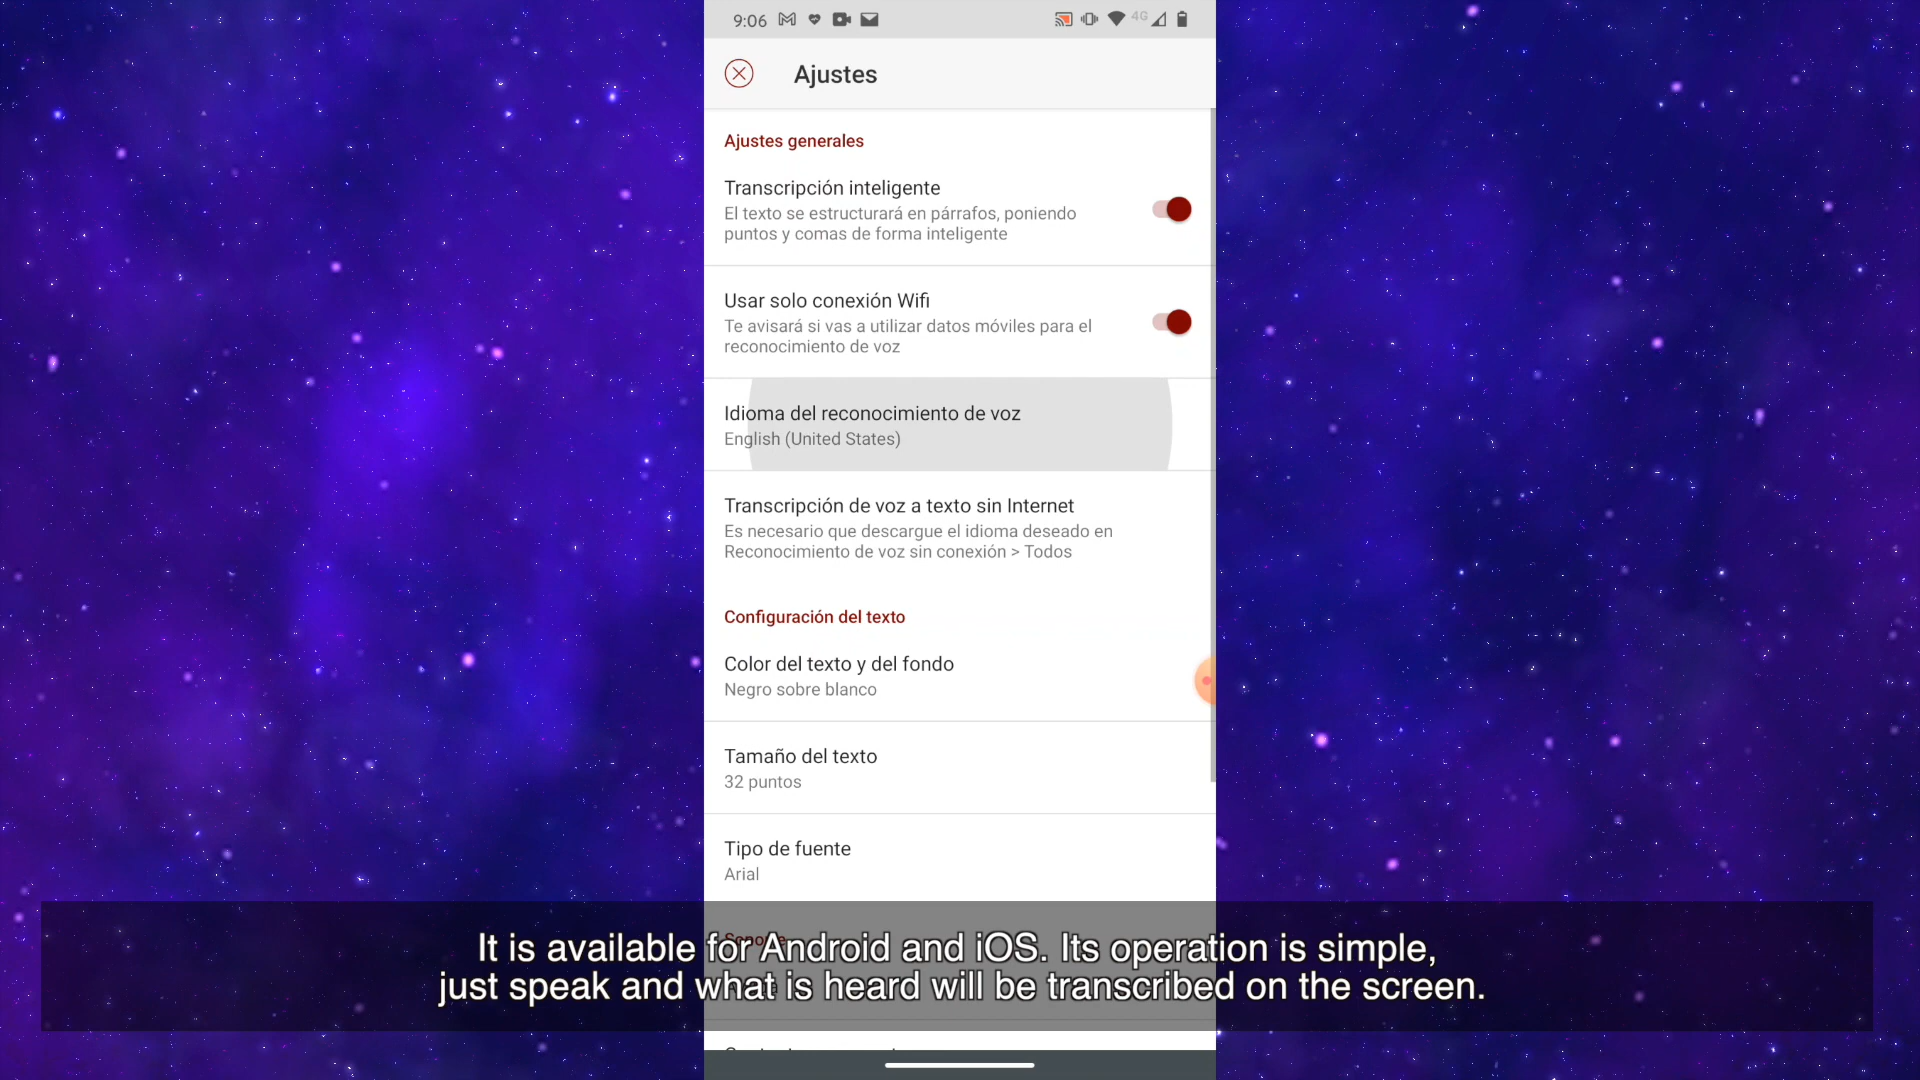 9:06
4G
Ajustes
Ajustes generales
Transcripción inteligente
El texto se estructurará en párrafos, poniendo
puntos y comas de forma inteligente
Usar solo conexión Wifi
Te avisará si vas a utilizar datos móviles para el
reconocimiento de voz
Idioma del reconocimiento de voz
English (United States)
Transcripción de voz a texto sin Internet
Es necesario que descargue el idioma deseado en
Reconocimiento de voz sin conexión > Todos
Configuración del texto
Color del texto y del fondo
Negro sobre blanco
Tamaño del texto
32 puntos
Tipo de fuente
Arial
It is available for Android and iOS. Its operation is simple,
just speak and what is heard will be transcribed on the screen.